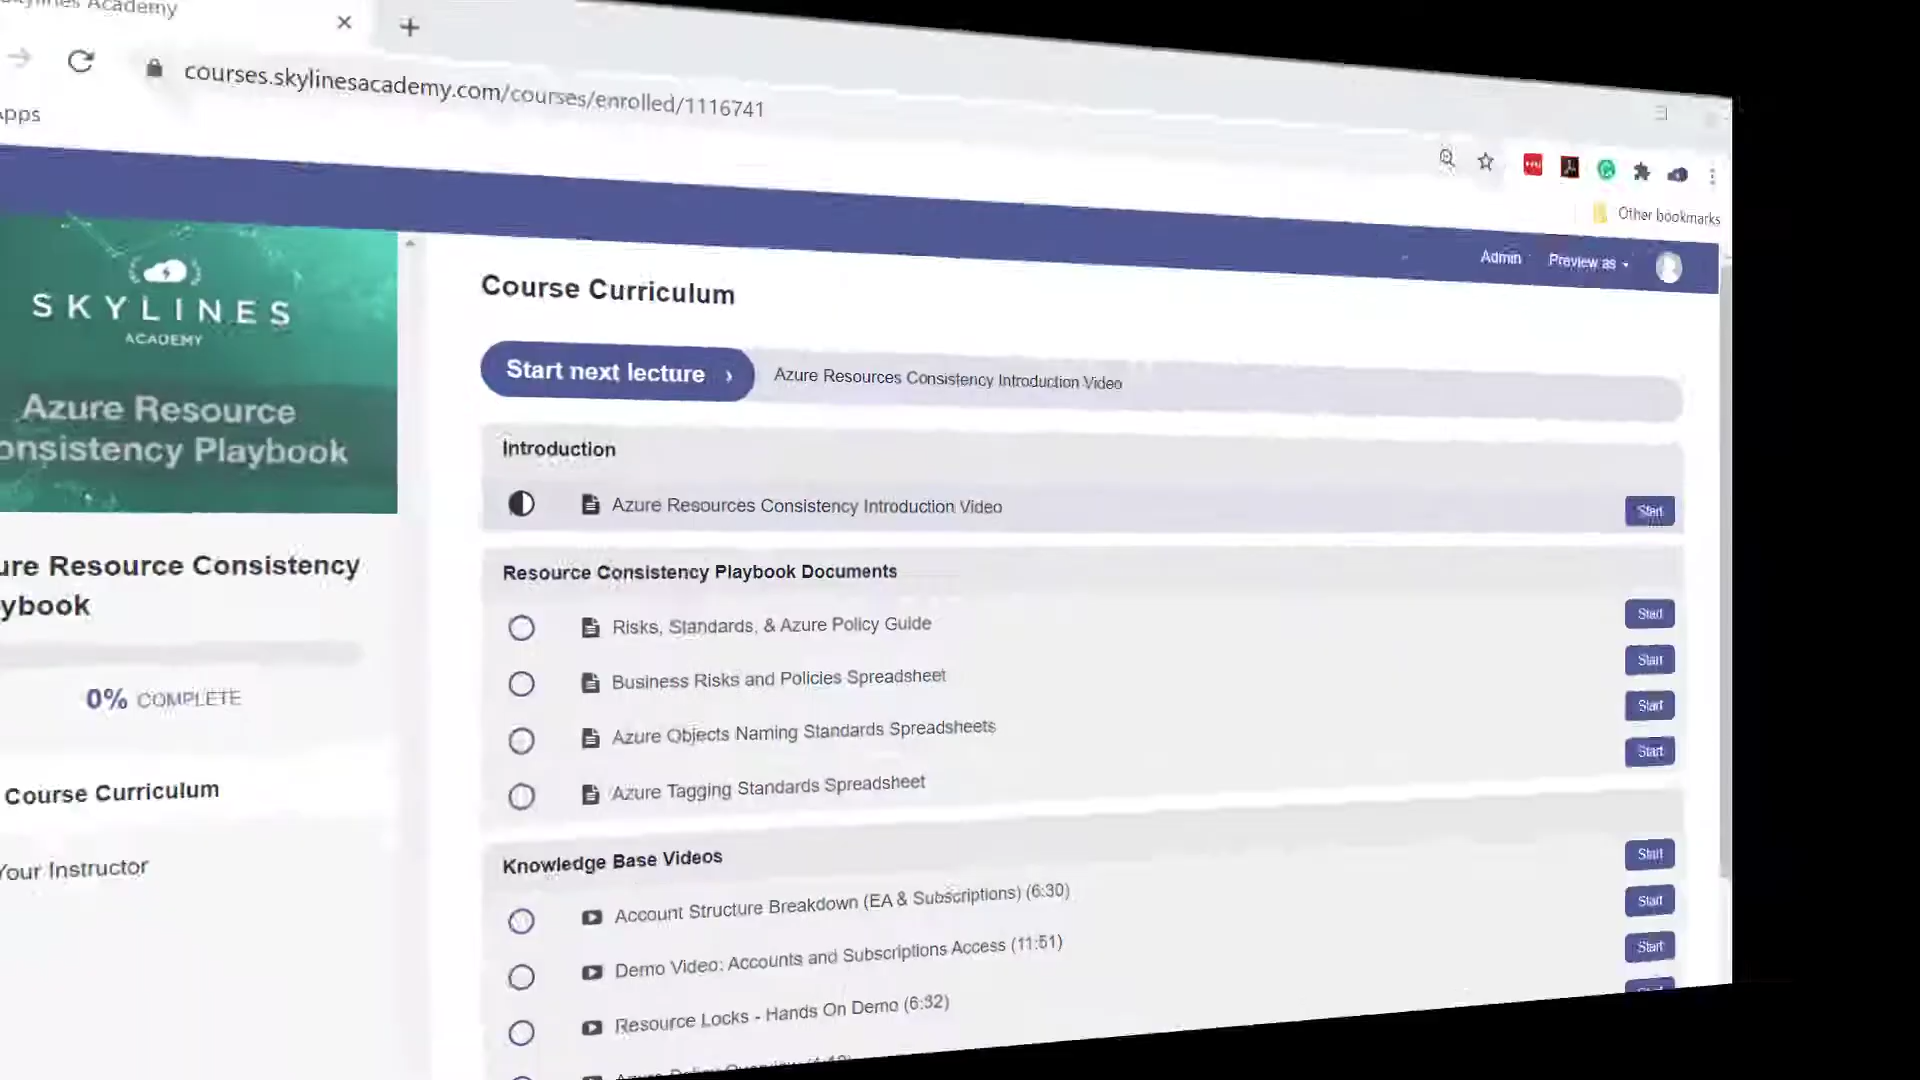 Skylines Academy
courses.skylinesacademy.com/courses/enrolled/1116741
Apps
Other bookmarks
Admin
Preview as
SKYLINES
ACADEMY
Azure Resource
onsistency Playbook
ure Resource Consistency
ybook
0% COMPLETE
Course Curriculum
Your Instructor
Course Curriculum
Start next lecture ›
Azure Resources Consistency Introduction Video
Introduction
Azure Resources Consistency Introduction Video
Start
Resource Consistency Playbook Documents
Risks, Standards, & Azure Policy Guide
Start
Business Risks and Policies Spreadsheet
Start
Azure Objects Naming Standards Spreadsheets
Start
Azure Tagging Standards Spreadsheet
Start
Knowledge Base Videos
Account Structure Breakdown (EA & Subscriptions) (6:30)
Start
Demo Video: Accounts and Subscriptions Access (11:51)
Start
Resource Locks - Hands On Demo (6:32)
Start